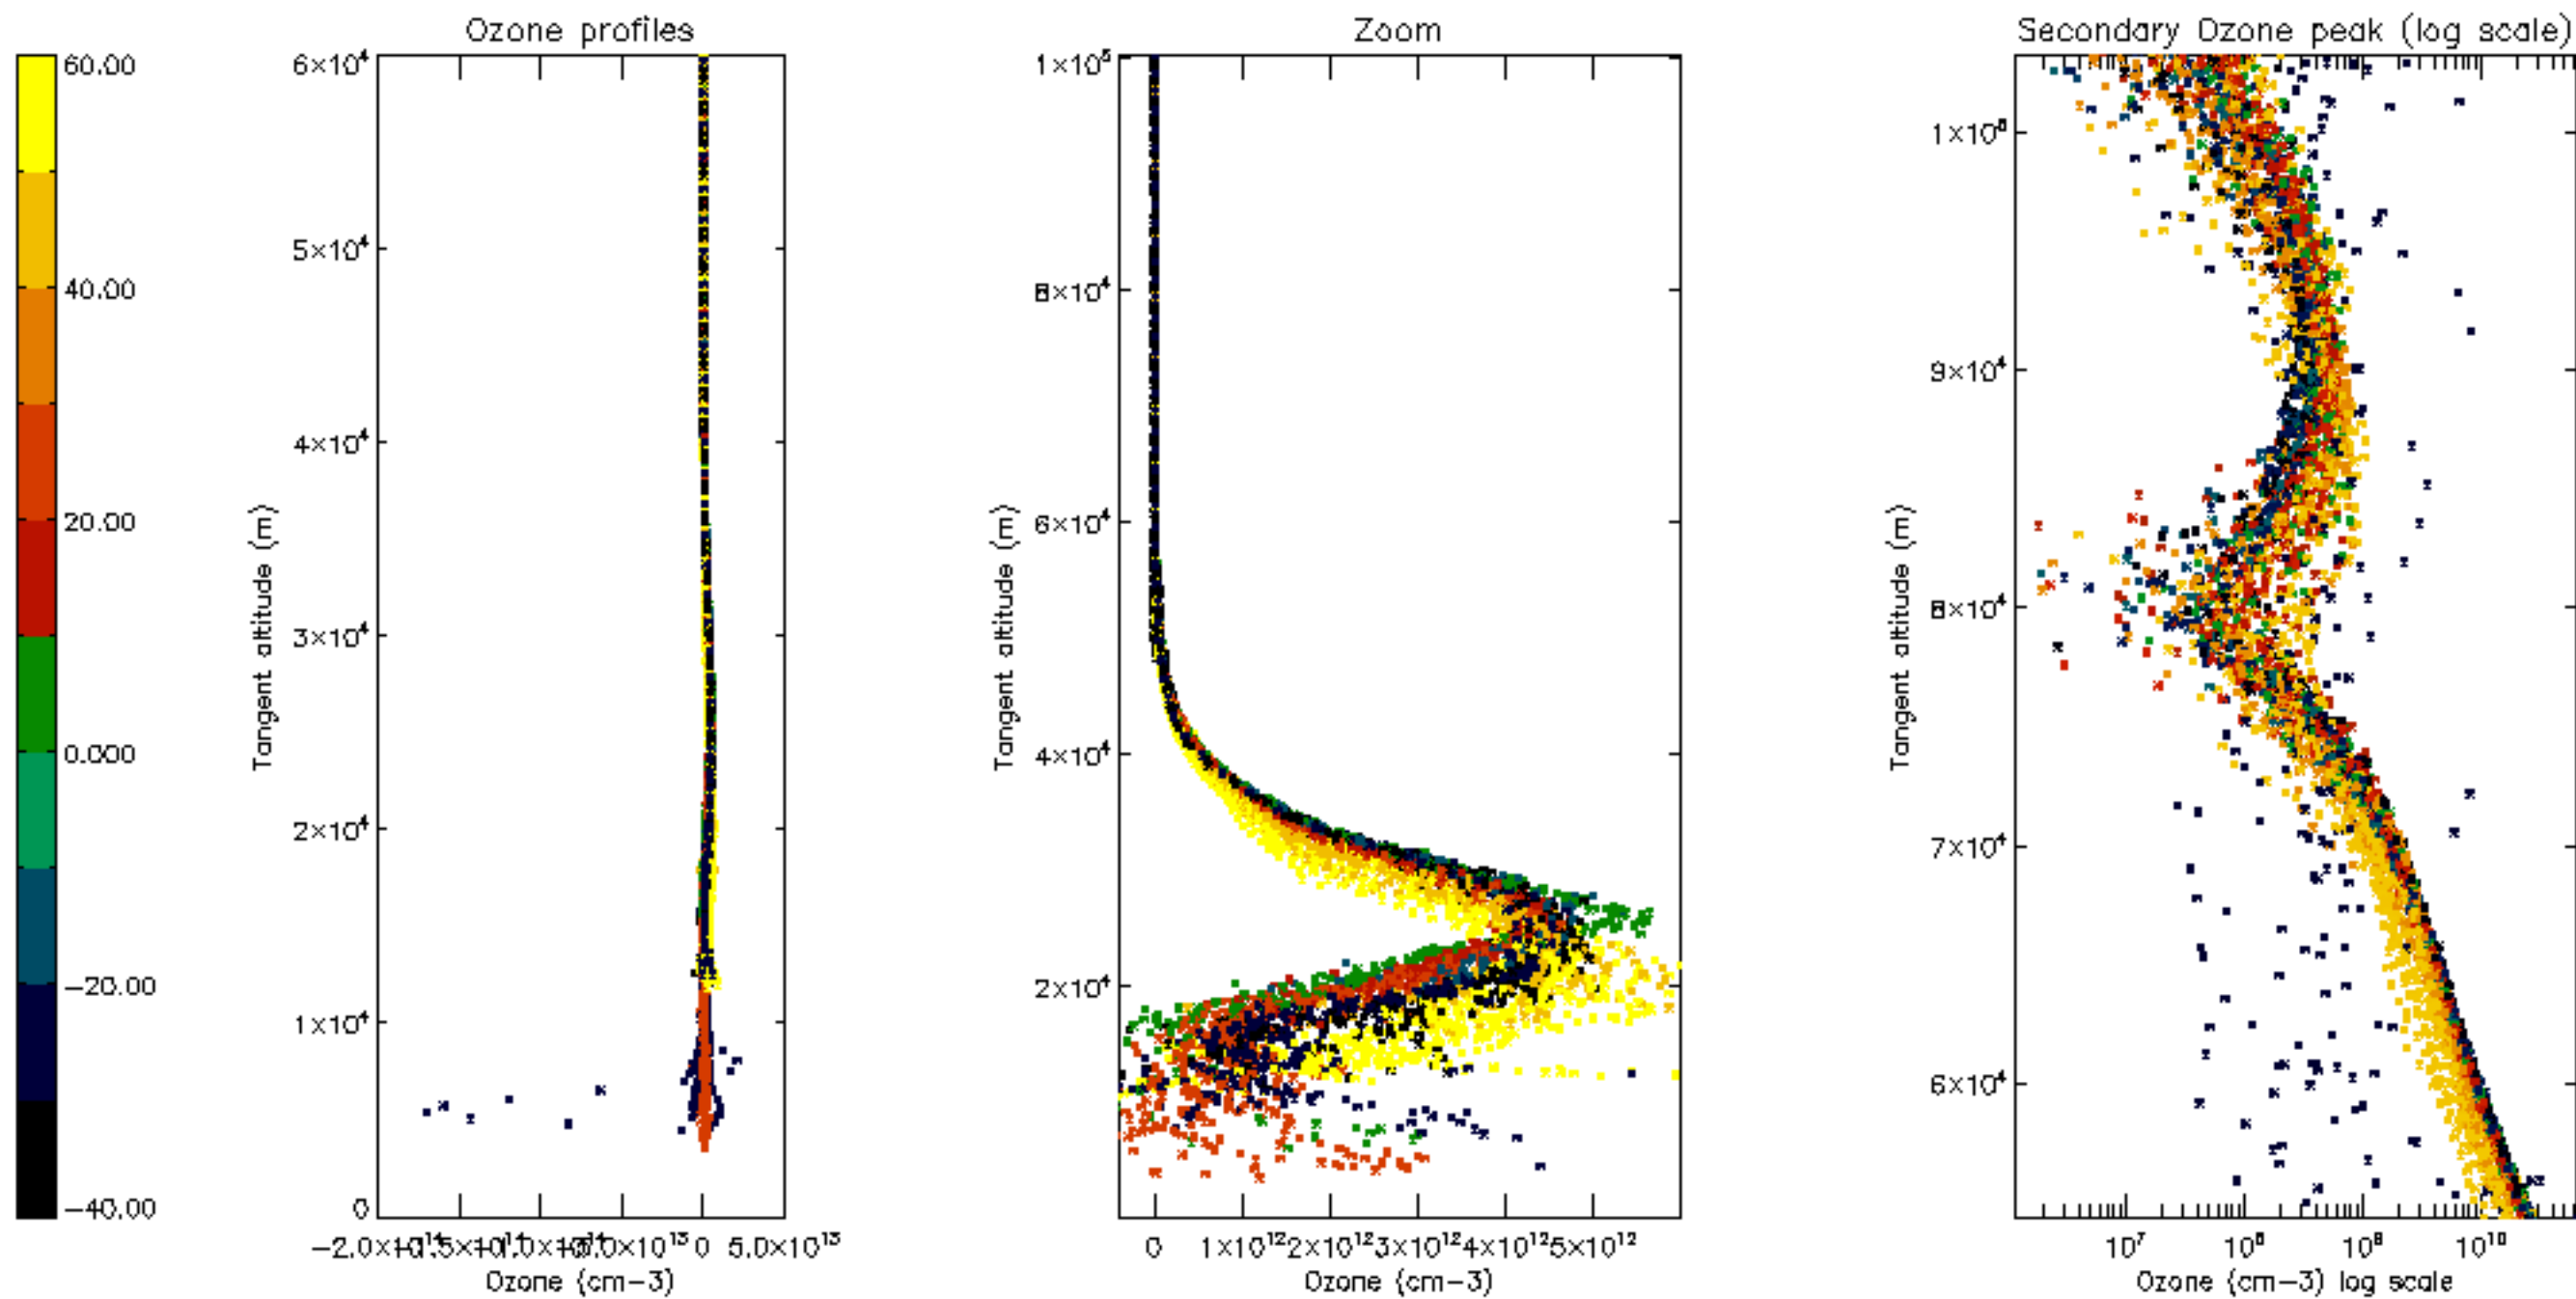 Ozone profiles
Zoom
Secondary Ozone peak (log scale)
60.00
40.00
20.00
0.000
−20.00
−40.00
6×10⁴
5×10⁴
4×10⁴
3×10⁴
2×10⁴
1×10⁴
0
Tangent altitude (m)
0 5.0×10¹³
Ozone (cm−3)
1×10⁵
8×10⁴
6×10⁴
4×10⁴
2×10⁴
Tangent altitude (m)
0 1×10¹² 2×10¹² 3×10¹² 4×10¹² 5×10¹²
Ozone (cm−3)
9×10⁴
8×10⁴
7×10⁴
6×10⁴
Tangent altitude (m)
10⁷ 10⁸ 10⁹ 10¹⁰
Ozone (cm−3) log scale